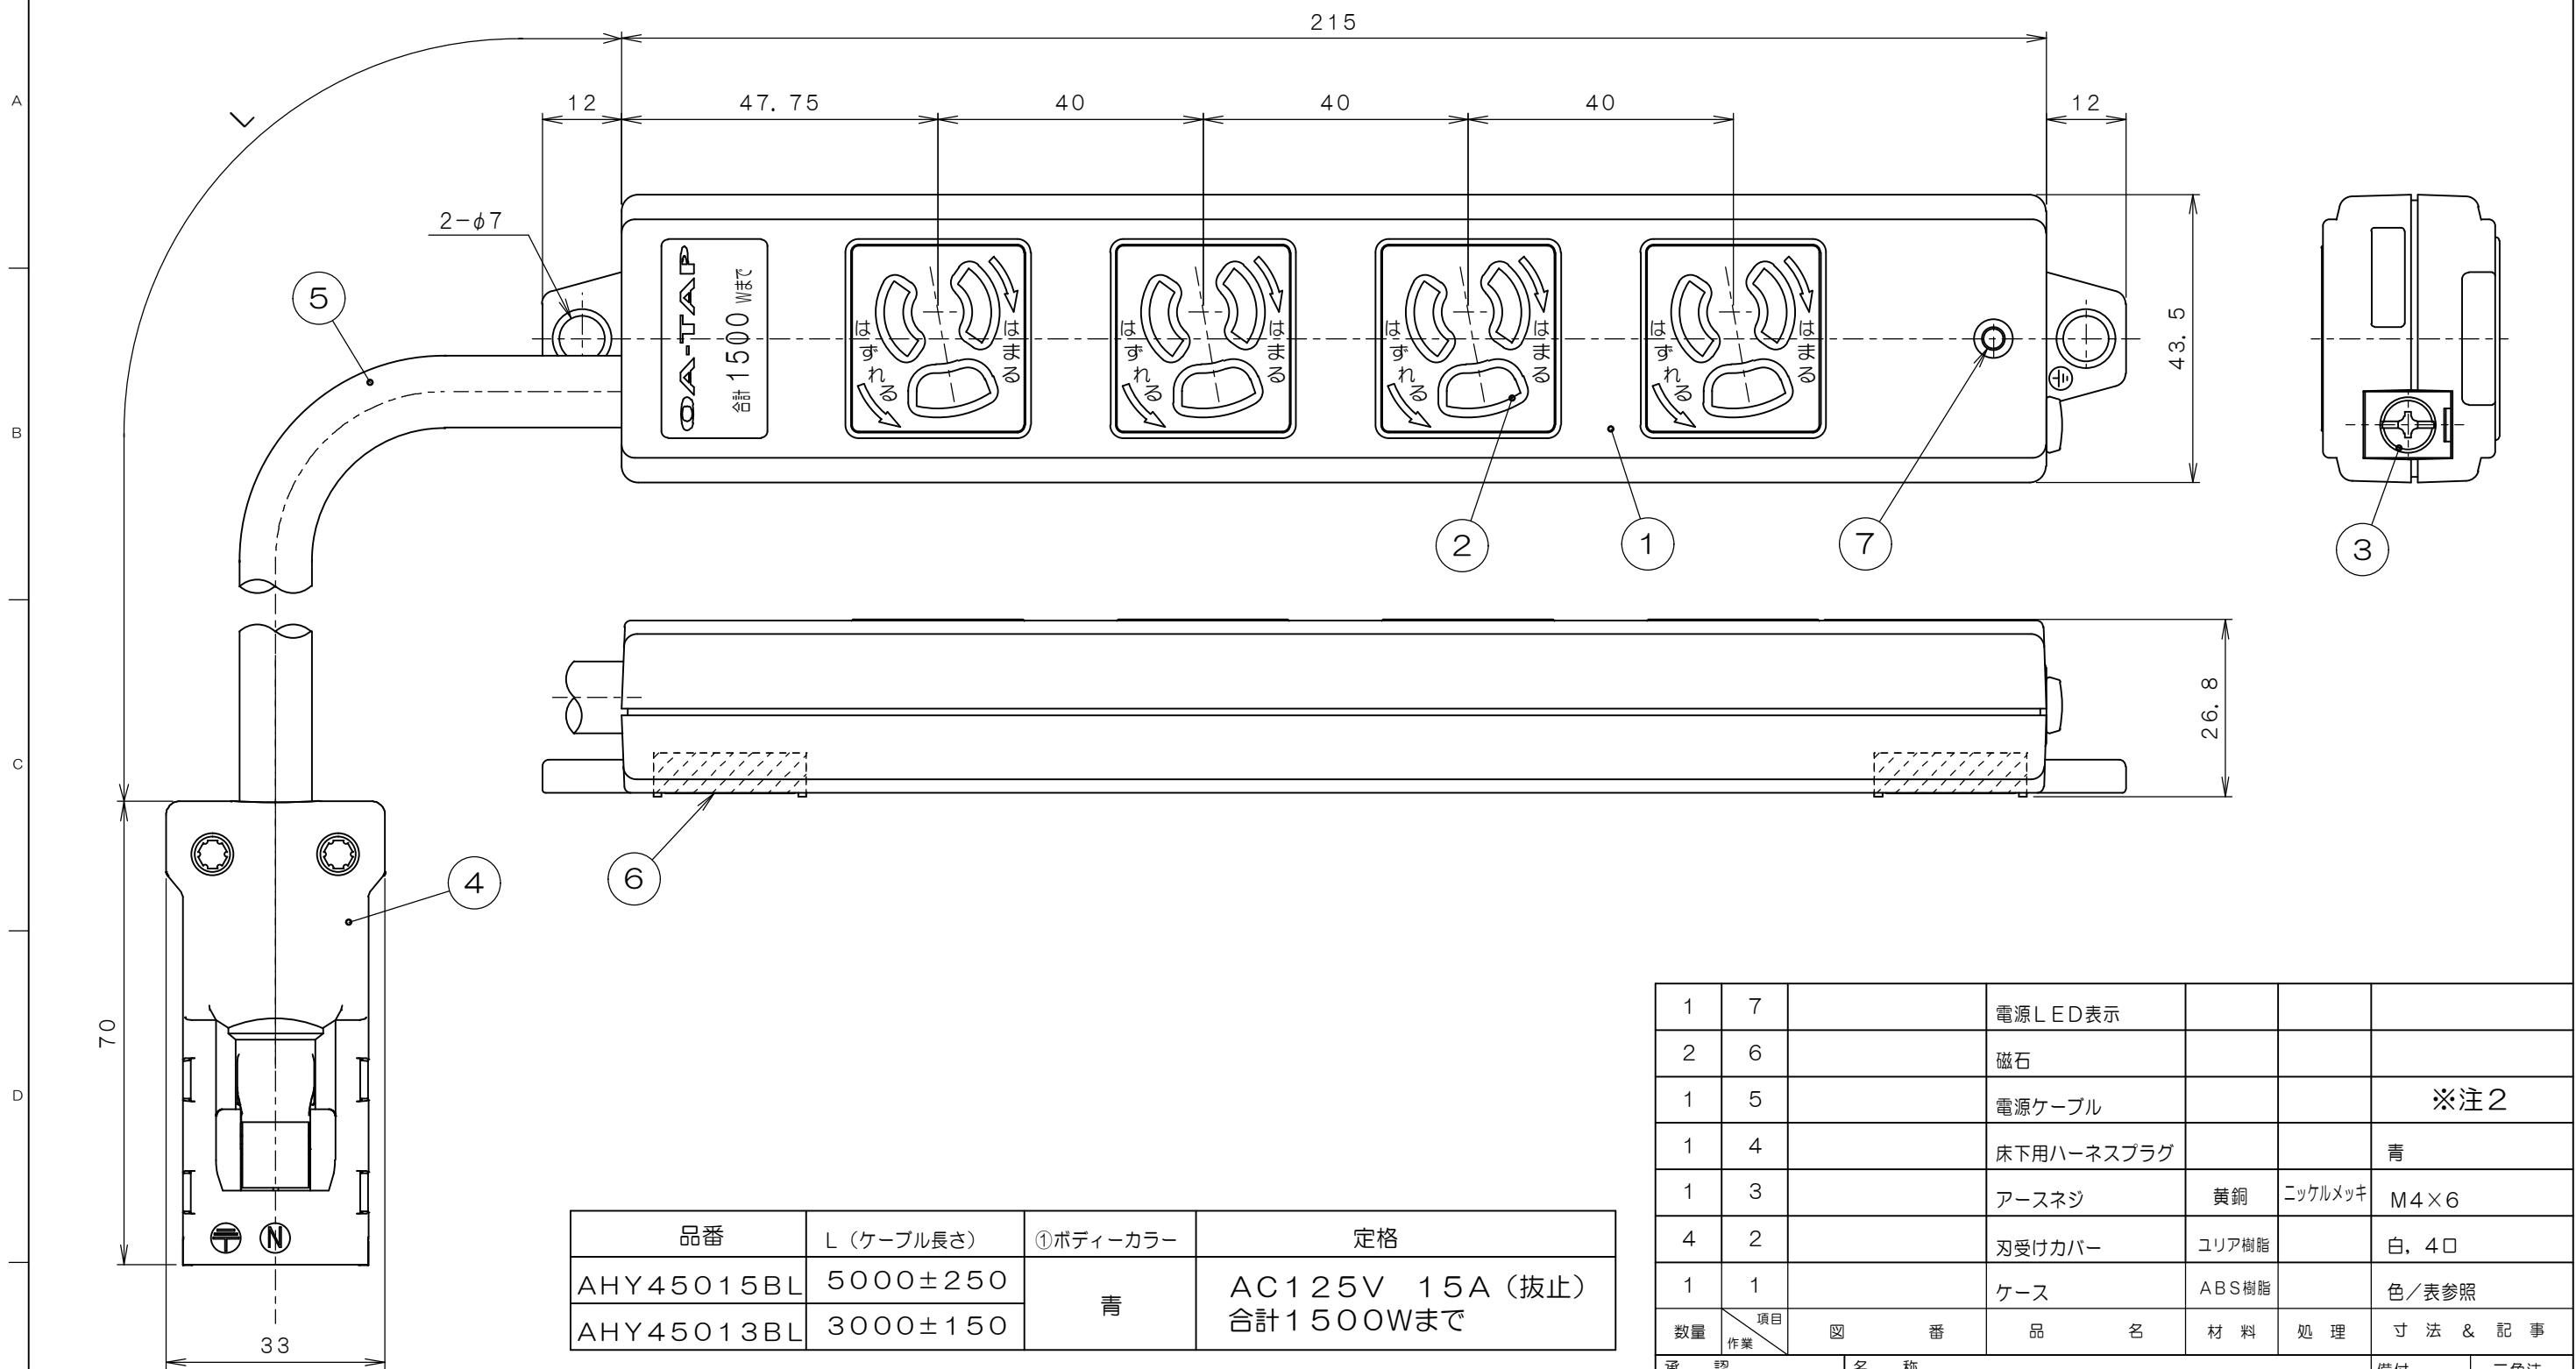 215
L
12
47.75
40
40
40
12
A
2-φ7
OA-TAP
合計1500Wまで
はずれる
はまる
はずれる
はまる
はずれる
はまる
はずれる
はまる
43.5
5
B
2
1
7
3
26.8
C
6
4
70
D
N
33
1 7 電源LED表示
2 6 磁石
1 5 電源ケーブル ※注2
1 4 床下用ハーネスプラグ 青
1 3 アースネジ 黄銅 ニッケルメッキ M4×6
4 2 刃受けカバー ユリア樹脂 白，4口
1 1 ケース ABS樹脂 色／表参照
数量 項目 作業 図番 品名 材料 処理 寸法&記事
品番 L（ケーブル長さ） ①ボディーカラー 定格
AHY45015BL 5000±250 青 AC125V 15A（抜止）
AHY45013BL 3000±150 合計1500Wまで